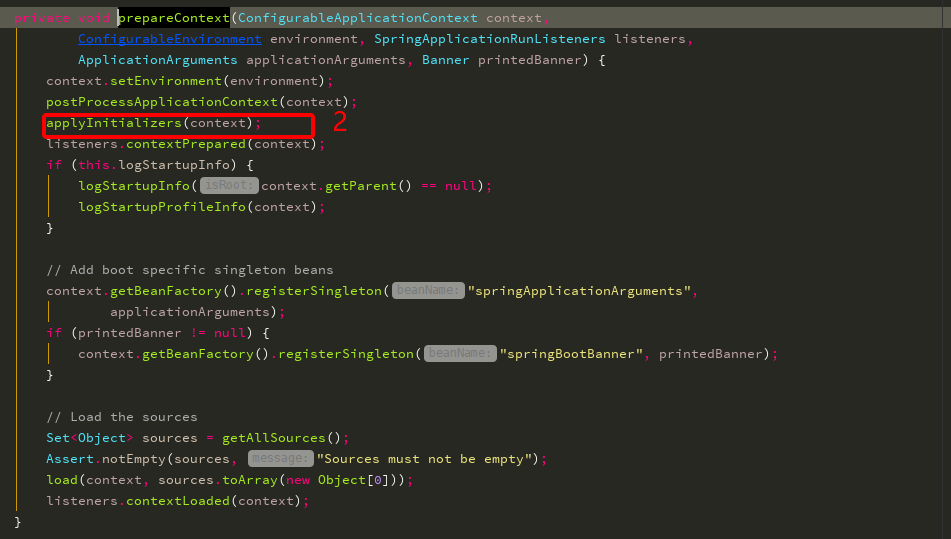 private void prepareContext(ConfigurableApplicationContext context,
ConfigurableEnvironment environment, SpringApplicationRunListeners listeners,
ApplicationArguments applicationArguments, Banner printedBanner) {
context.setEnvironment(environment);
postProcessApplicationContext(context);
applyInitializers(context); 2
listeners.contextPrepared(context);
if (this.logStartupInfo) {
logStartupInfo( isRoot: context.getParent() == null);
logStartupProfileInfo(context);
}
// Add boot specific singleton beans
context.getBeanFactory().registerSingleton( beanName: "springApplicationArguments",
applicationArguments);
if (printedBanner != null) {
context.getBeanFactory().registerSingleton( beanName: "springBootBanner", printedBanner);
}
// Load the sources
Set<Object> sources = getAllSources();
Assert.notEmpty(sources, message: "Sources must not be empty");
load(context, sources.toArray(new Object[0]));
listeners.contextLoaded(context);
}